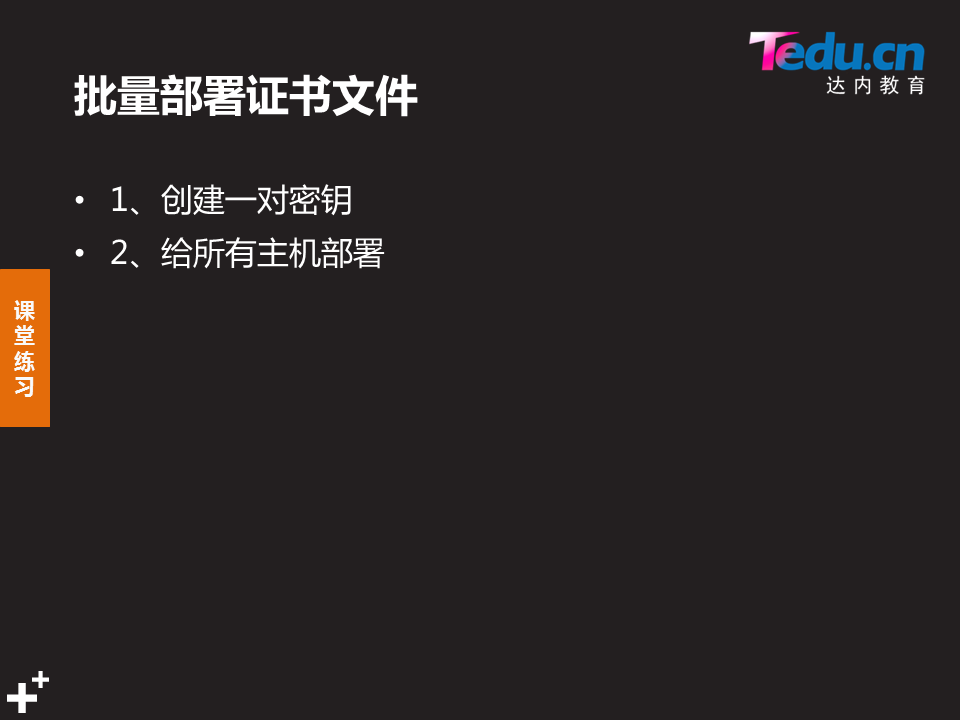 Tedu.cn
达内教育
批量部署证书文件
• 1、创建一对密钥
• 2、给所有主机部署
课
堂
练
习